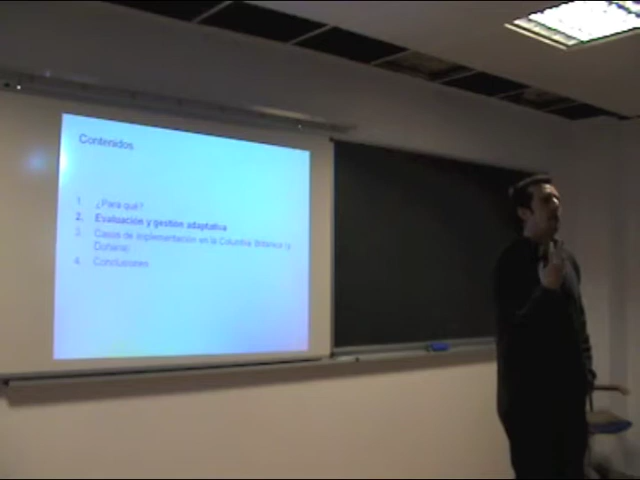 Contenidos
1. ¿Para qué?
2. Evaluación y gestión adaptativa
3. Casos de implementación en la Columbia Británica (y
Doñana)
4. Conclusiones